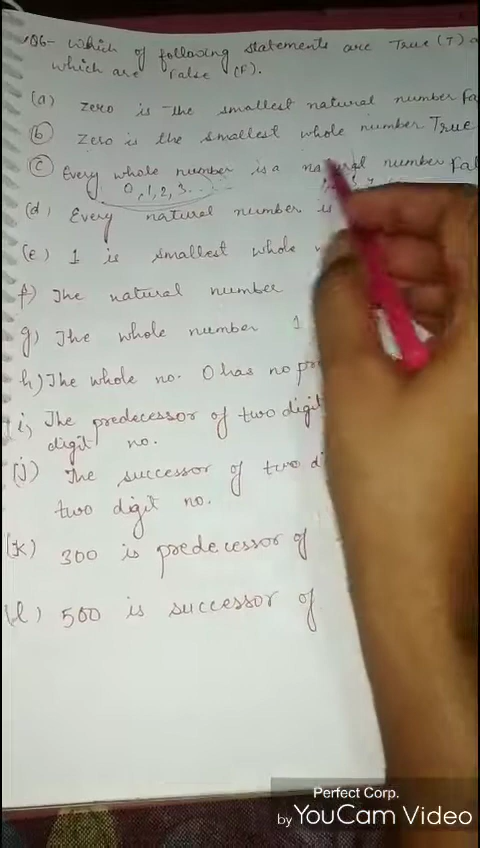 Q6- Which of following statements are True (T)
which are False (F).
(a) zero is the smallest natural number Fa
(b) Zero is the smallest whole number True
(c) Every whole number is a natural number Fal
0, 1, 2, 3...
(d) Every natural number is
(e) 1 is smallest whole
f) The natural number
g) The whole number 1
h) The whole no. 0 has no pre
i) The predecessor of two digit
digit no.
(j) The successor of two di
two digit no.
(k) 300 is predecessor of
(l) 500 is successor of
Perfect Corp.
by YouCam Video